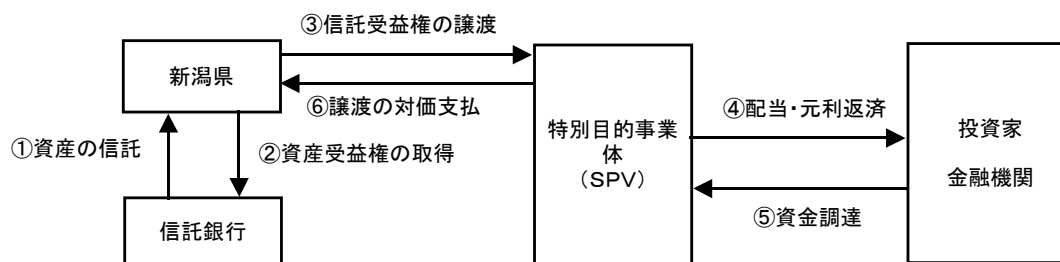 ③信託受益権の譲渡
新潟県
⑥譲渡の対価支払
①資産の信託
②資産受益権の取得
信託銀行
特別目的事業
体
（SPV）
④配当・元利返済
⑤資金調達
投資家
金融機関